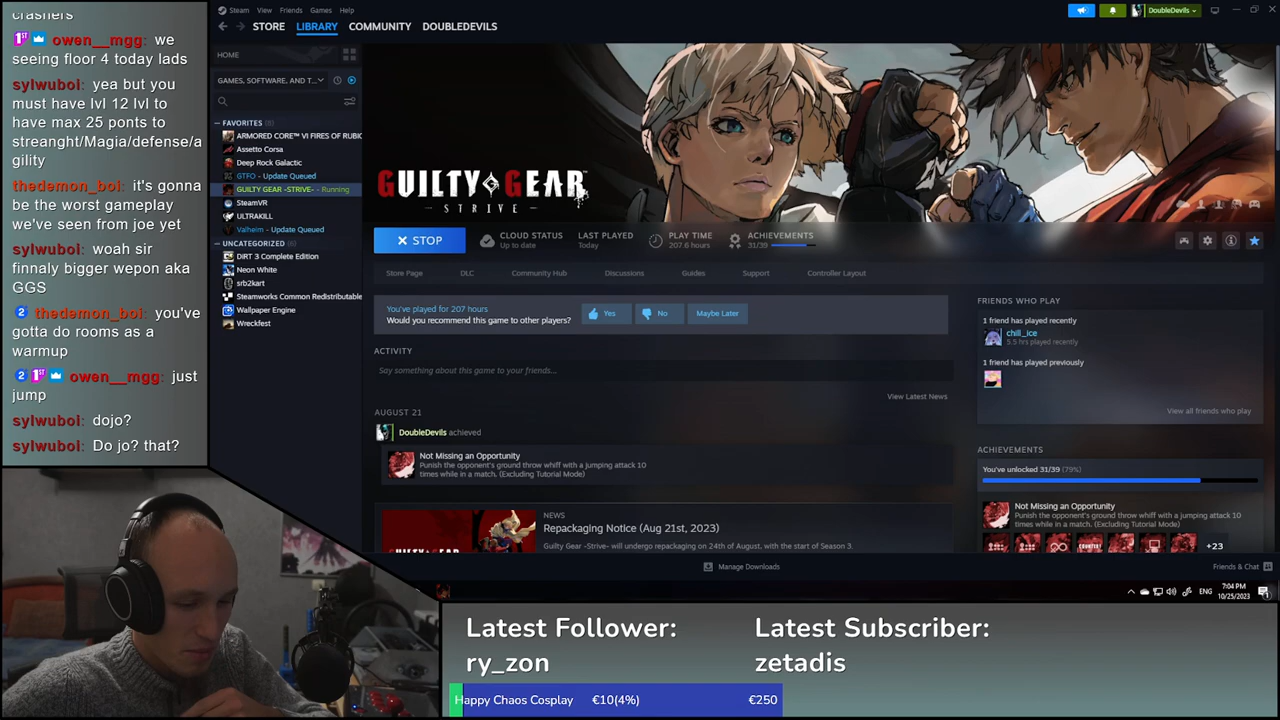 crashers
owen__mgg: we
seeing floor 4 today lads
sylwuboi: yea but you
must have lvl 12 lvl to
have max 25 ponts to
streanght/Magia/defense/a
gility
thedemon_boi: it's gonna
be the worst gameplay
we've seen from joe yet
sylwuboi: woah sir
finnaly bigger wepon aka
GGS
thedemon_boi: you've
gotta do rooms as a
warmup
owen__mgg: just
jump
sylwuboi: dojo?
sylwuboi: Do jo? that?
Steam View Friends Games Help
DoubleDevils
STORE LIBRARY COMMUNITY DOUBLEDEVILS
HOME
GAMES, SOFTWARE, AND T...
FAVORITES (8)
ARMORED CORE™ VI FIRES OF RUBIC
Assetto Corsa
Deep Rock Galactic
GTFO - Update Queued
GUILTY GEAR -STRIVE- - Running
SteamVR
ULTRAKILL
Valheim - Update Queued
UNCATEGORIZED (6)
DiRT 3 Complete Edition
Neon White
srb2kart
Steamworks Common Redistributable
Wallpaper Engine
Wreckfest
GUILTY GEAR
STRIVE
STOP
CLOUD STATUS
Up to date
LAST PLAYED
Today
PLAY TIME
207.6 hours
ACHIEVEMENTS
31/39
Store Page DLC Community Hub Discussions Guides Support Controller Layout
You've played for 207 hours
Would you recommend this game to other players?
Yes No Maybe Later
ACTIVITY
Say something about this game to your friends...
View Latest News
AUGUST 21
DoubleDevils achieved
Not Missing an Opportunity
Punish the opponent's ground throw whiff with a jumping attack 10
times while in a match. (Excluding Tutorial Mode)
NEWS
Repackaging Notice (Aug 21st, 2023)
Guilty Gear -Strive- will undergo repackaging on 24th of August, with the start of Season 3.
FRIENDS WHO PLAY
1 friend has played recently
chill_ice
5.5 hrs played recently
1 friend has played previously
View all friends who play
ACHIEVEMENTS
You've unlocked 31/39 (79%)
Not Missing an Opportunity
Punish the opponent's ground throw whiff with a jumping attack 10
times while in a match. (Excluding Tutorial Mode)
+23
Manage Downloads
Friends & Chat
ENG
7:04 PM
10/25/2023
Latest Follower:
ry_zon
Latest Subscriber:
zetadis
Happy Chaos Cosplay €10(4%) €250